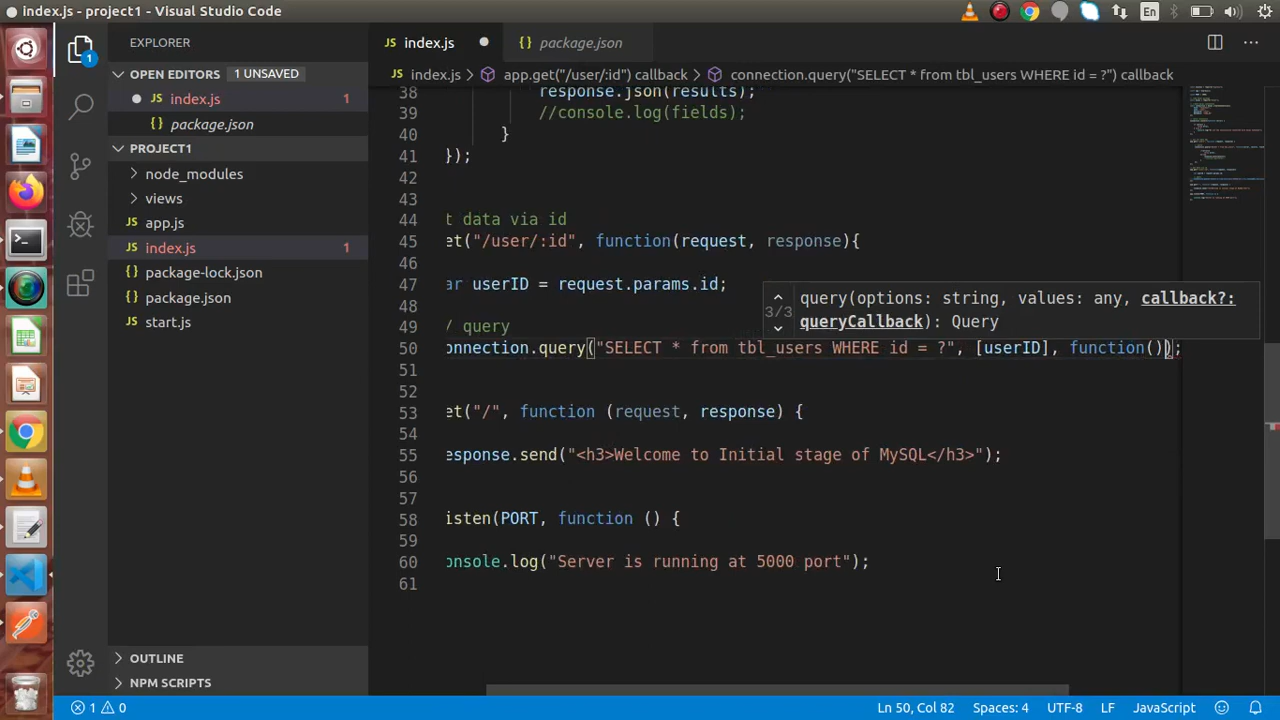 index.js - project1 - Visual Studio Code
En
EXPLORER
JS index.js
package.json
index.js > app.get("/user/:id") callback > connection.query("SELECT * from tbl_users WHERE id = ?") callback
OPEN EDITORS 1 UNSAVED
JS index.js 1
package.json
PROJECT1
node_modules
views
app.js
index.js 1
package-lock.json
package.json
start.js
OUTLINE
NPM SCRIPTS
38 response.json(results);
39 //console.log(fields);
40 }
41 });
42
43
44 t data via id
45 et("/user/:id", function(request, response){
46
47 ar userID = request.params.id;
48
49 / query
50 onnection.query("SELECT * from tbl_users WHERE id = ?", [userID], function());
51
52
53 et("/", function (request, response) {
54
55 esponse.send("<h3>Welcome to Initial stage of MySQL</h3>");
56
57
58 isten(PORT, function () {
59
60 onsole.log("Server is running at 5000 port");
61
3/3 query(options: string, values: any, callback?:
queryCallback): Query
1 0 Ln 50, Col 82 Spaces: 4 UTF-8 LF JavaScript